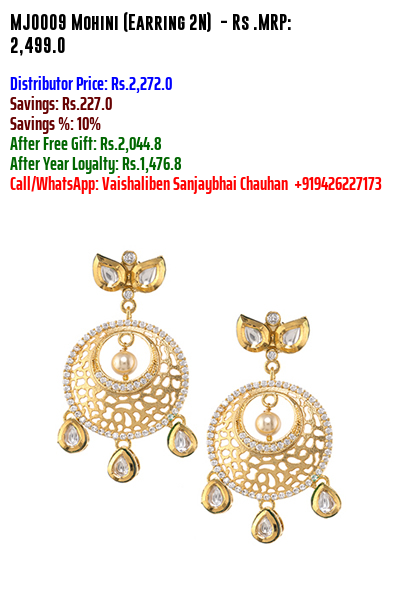 MJ0009 Mohini (Earring 2N) - Rs .MRP:
2,499.0
Distributor Price: Rs.2,272.0
Savings: Rs.227.0
Savings %: 10%
After Free Gift: Rs.2,044.8
After Year Loyalty: Rs.1,476.8
Call/WhatsApp: Vaishaliben Sanjaybhai Chauhan +919426227173